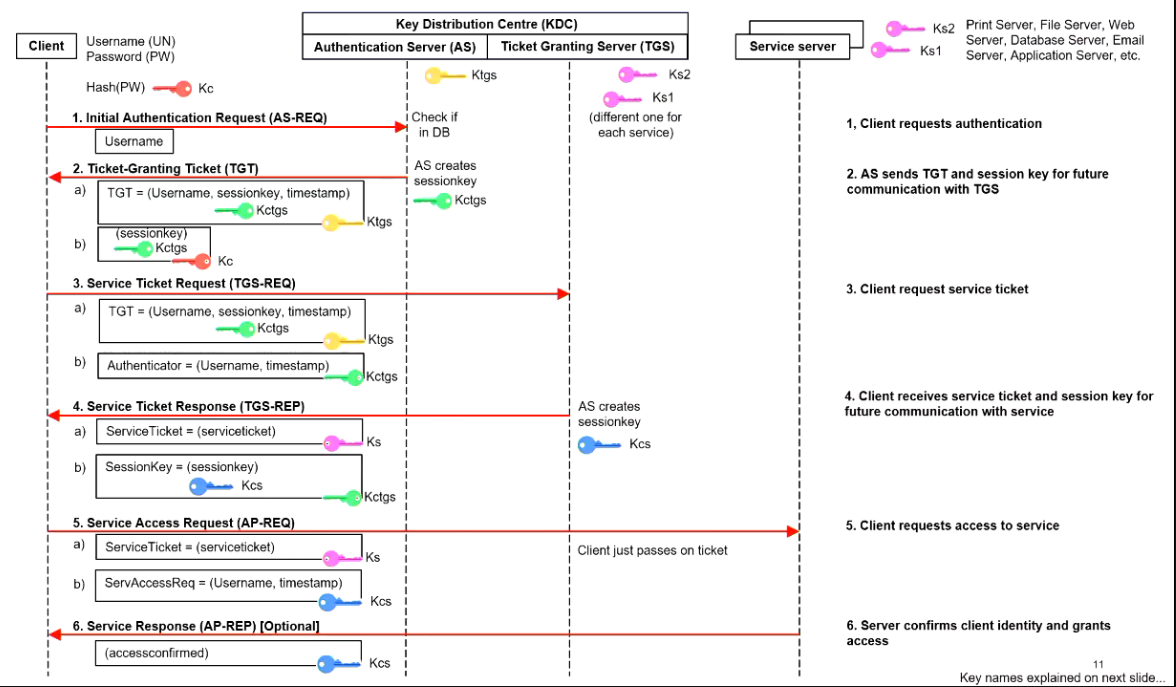 Key Distribution Centre (KDC)
Client
Username (UN)
Password (PW)
Authentication Server (AS)
Ticket Granting Server (TGS)
Service server
Ks2
Ks1
Print Server, File Server, Web
Server, Database Server, Email
Server, Application Server, etc.
Hash(PW)
Kc
Ktgs
Ks2
Ks1
(different one for
each service)
1. Initial Authentication Request (AS-REQ)
Username
Check if
in DB
1, Client requests authentication
2. Ticket-Granting Ticket (TGT)
AS creates
sessionkey
Kctgs
a)
TGT = (Username, sessionkey, timestamp)
Kctgs
Ktgs
b)
(sessionkey)
Kctgs
Kc
2. AS sends TGT and session key for future
communication with TGS
3. Service Ticket Request (TGS-REQ)
a)
TGT = (Username, sessionkey, timestamp)
Kctgs
Ktgs
b)
Authenticator = (Username, timestamp)
Kctgs
3. Client request service ticket
4. Service Ticket Response (TGS-REP)
AS creates
sessionkey
Kcs
a)
ServiceTicket = (serviceticket)
Ks
b)
SessionKey = (sessionkey)
Kcs
Kctgs
4. Client receives service ticket and session key for
future communication with service
5. Service Access Request (AP-REQ)
a)
ServiceTicket = (serviceticket)
Ks
Client just passes on ticket
b)
ServAccessReq = (Username, timestamp)
Kcs
5. Client requests access to service
6. Service Response (AP-REP) [Optional]
(accessconfirmed)
Kcs
6. Server confirms client identity and grants
access
11
Key names explained on next slide...